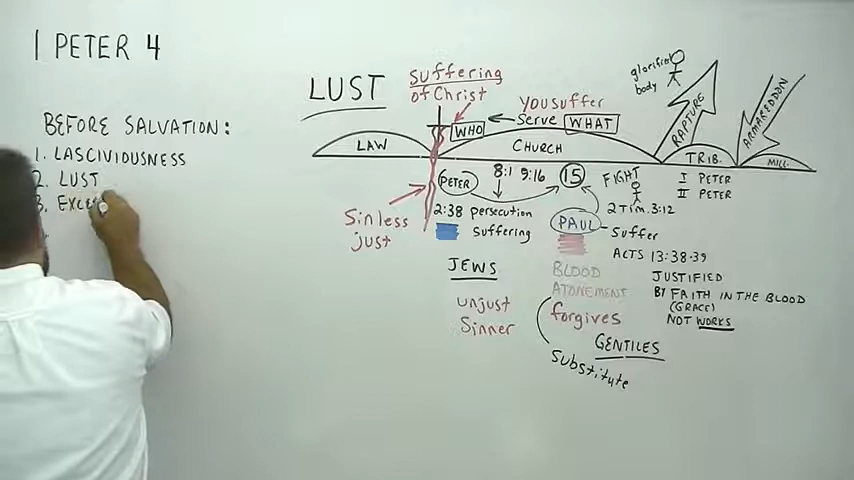 1 PETER 4
BEFORE SALVATION:
1. LASCIVIOUSNESS
2. LUST
3. EXCE
LUST
Suffering
of Christ
YOU suffer
Serve WHAT
WHO
LAW
CHURCH
glorified
body
RAPTURE
ARMAGEDDON
TRIB.
MILL.
PETER
8:1 9:16
15
FIGHT
I PETER
II PETER
2:38 persecution
suffering
2 Tim. 3:12
PAUL - Suffer
ACTS 13:38-39
Sinless
just
JEWS
unjust
Sinner
BLOOD
ATONEMENT
forgives
GENTILES
Substitute
JUSTIFIED
BY FAITH IN THE BLOOD
(GRACE)
NOT WORKS